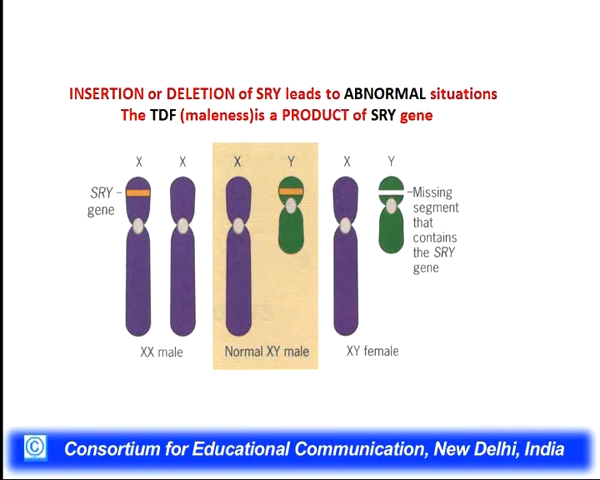 INSERTION or DELETION of SRY leads to ABNORMAL situations
The TDF (maleness)is a PRODUCT of SRY gene
X X X Y X Y
SRY
gene
Missing
segment
that
contains
the SRY
gene
XX male
Normal XY male
XY female
© Consortium for Educational Communication, New Delhi, India